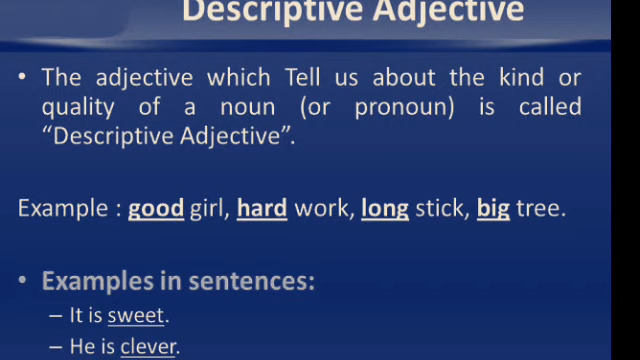 Descriptive Adjective
• The adjective which Tell us about the kind or
quality of a noun (or pronoun) is called
“Descriptive Adjective”.
Example : good girl, hard work, long stick, big tree.
• Examples in sentences:
– It is sweet.
– He is clever.